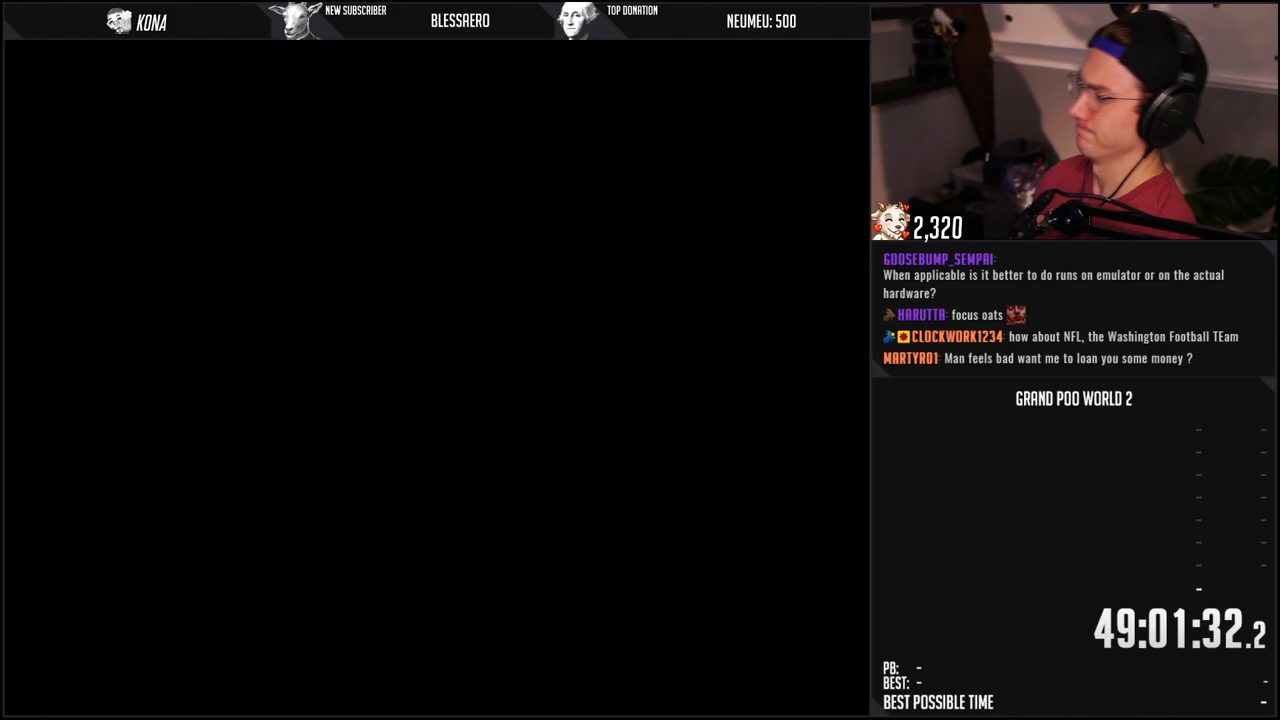 KONA
NEW SUBSCRIBER
BLESSAERO
TOP DONATION
NEUMEU: 500
2,320
GOOSEBUMP_SEMPAI:
When applicable is it better to do runs on emulator or on the actual
hardware?
HARUTTA: focus oats
CLOCKWORK1234: how about NFL, the Washington Football TEam
MARTYR01: Man feels bad want me to loan you some money ?
GRAND POO WORLD 2
- -
- -
- -
- -
- -
- -
- -
-
49:01:32.2
PB: -
BEST: - -
BEST POSSIBLE TIME -